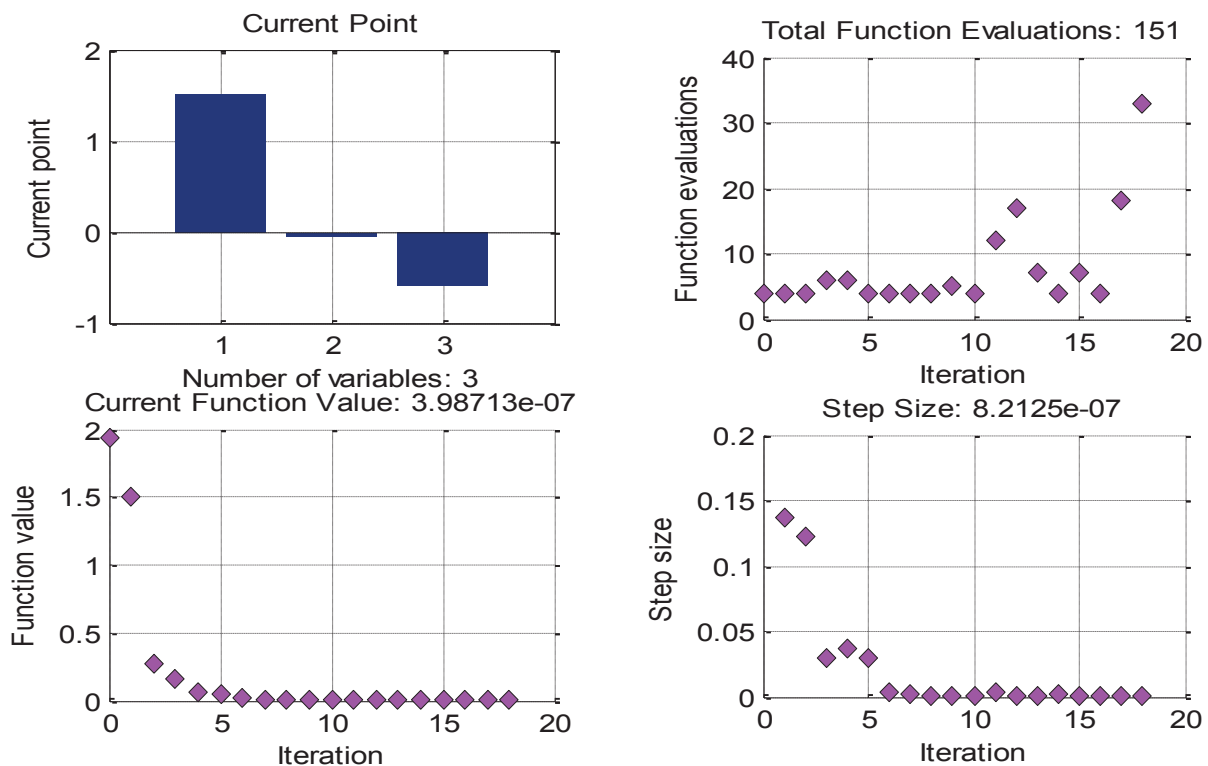 Current Point
2
1
0
-1
Current point
1 2 3
Number of variables: 3
Total Function Evaluations: 151
40
30
20
10
0
Function evaluations
0 5 10 15 20
Iteration
Current Function Value: 3.98713e-07
2
1.5
1
0.5
0
Function value
0 5 10 15 20
Iteration
Step Size: 8.2125e-07
0.2
0.15
0.1
0.05
0
Step size
0 5 10 15 20
Iteration